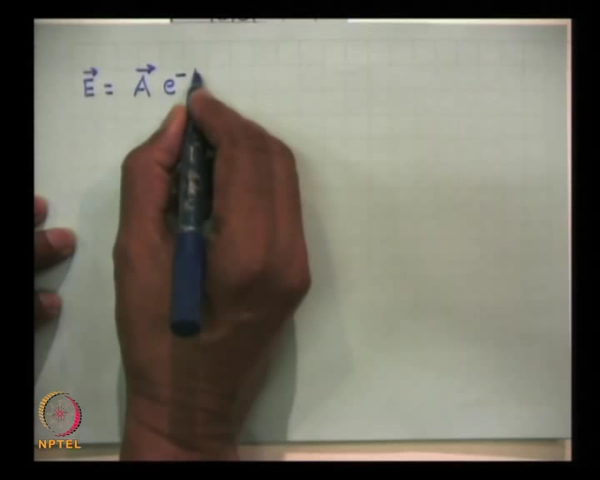 E⃗ = A⃗ e⁻
NPTEL